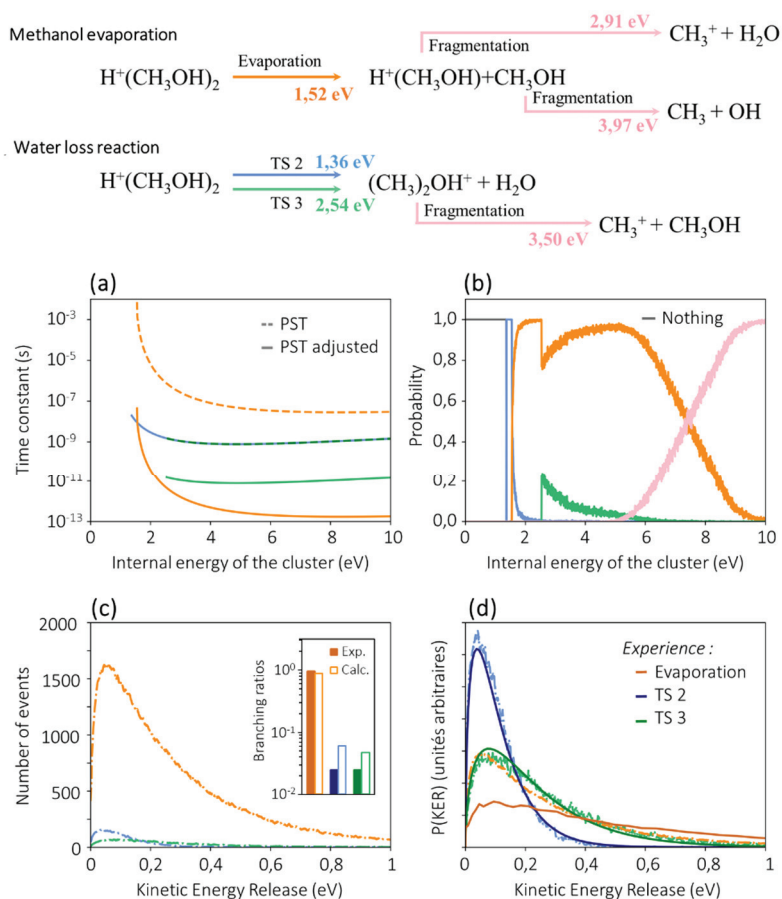 Methanol evaporation
2,91 eV
CH₃⁺ + H₂O
Fragmentation
Evaporation
H⁺(CH₃OH)₂
H⁺(CH₃OH)+CH₃OH
1,52 eV
Fragmentation
CH₃ + OH
3,97 eV
Water loss reaction
TS 2
1,36 eV
H⁺(CH₃OH)₂
(CH₃)₂OH⁺ + H₂O
TS 3
2,54 eV
Fragmentation
3,50 eV
CH₃⁺ + CH₃OH
(a)
10⁻³
10⁻⁵
10⁻⁷
10⁻⁹
10⁻¹¹
10⁻¹³
Time constant (s)
PST
PST adjusted
0 2 4 6 8 10
Internal energy of the cluster (eV)
(b)
1,0
0,8
0,6
0,4
0,2
0,0
Probability
Nothing
0 2 4 6 8 10
Internal energy of the cluster (eV)
(c)
2000
1500
1000
500
0
Number of events
Exp.
Calc.
Branching ratios
10⁰
10⁻¹
10⁻²
0 0,2 0,4 0,6 0,8 1
Kinetic Energy Release (eV)
(d)
P(KER) (unités arbitraires)
Experience :
Evaporation
TS 2
TS 3
0 0,2 0,4 0,6 0,8 1
Kinetic Energy Release (eV)